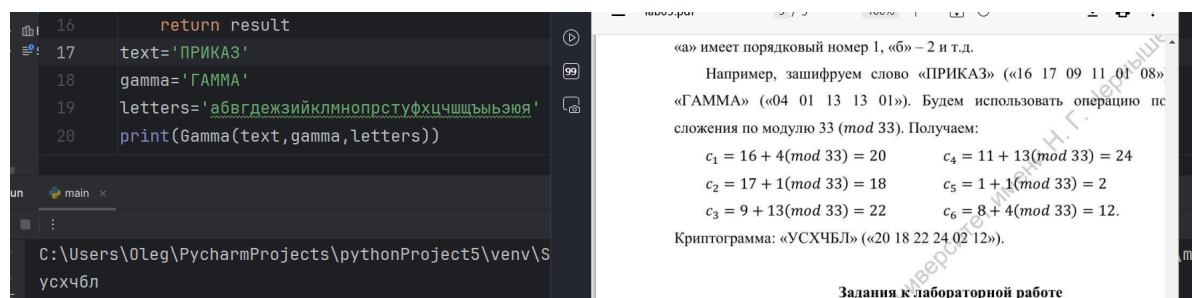 16 return result
17 text='ПРИКАЗ'
18 gamma='ГАММА'
19 letters='абвгдежзийклмнопрстуфхцчшщъыьэюя'
20 print(Gamma(text,gamma,letters))
un main ×
C:\Users\Oleg\PycharmProjects\pythonProject5\venv\S
усхчбл
99
«а» имеет порядковый номер 1, «б» – 2 и т.д.
Например, зашифруем слово «ПРИКАЗ» («16 17 09 11 01 08»
«ГАММА» («04 01 13 13 01»). Будем использовать операцию по
сложения по модулю 33 (mod 33). Получаем:
c₁ = 16 + 4(mod 33) = 20 c₄ = 11 + 13(mod 33) = 24
c₂ = 17 + 1(mod 33) = 18 c₅ = 1 + 1(mod 33) = 2
c₃ = 9 + 13(mod 33) = 22 c₆ = 8 + 4(mod 33) = 12.
Криптограмма: «УСХЧБЛ» («20 18 22 24 02 12»).
Задания к лабораторной работе